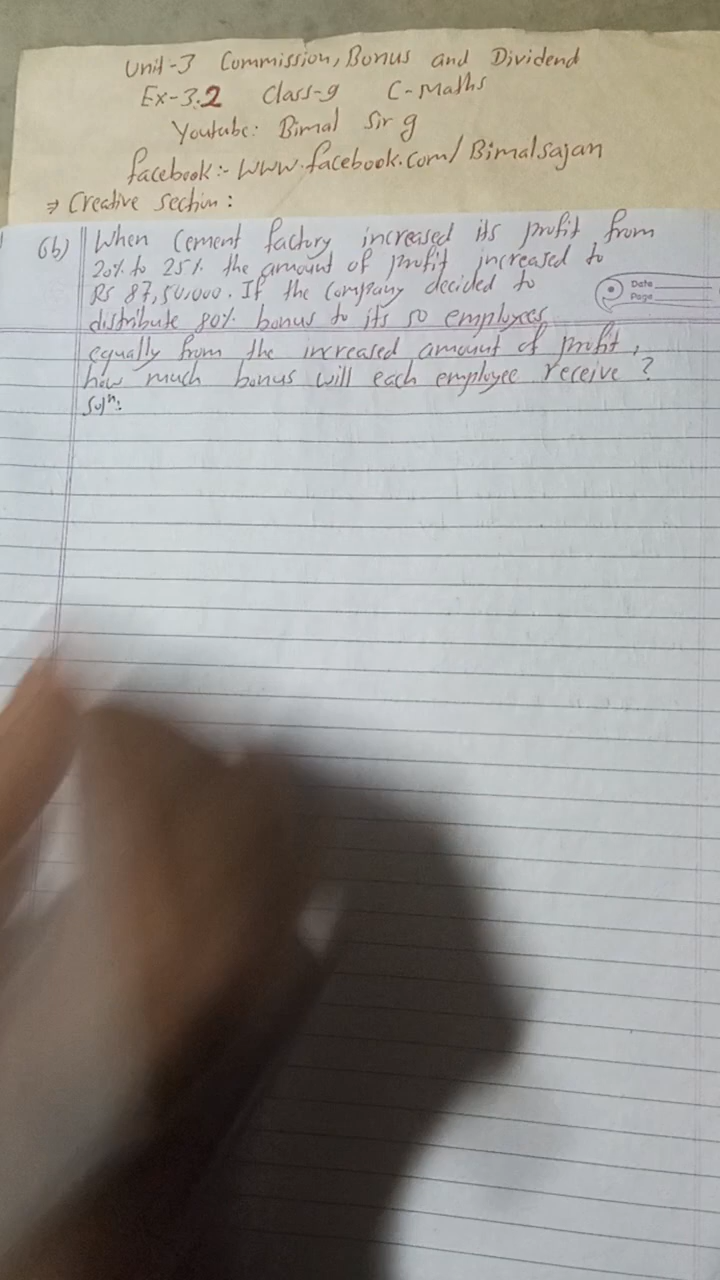 Unit-3 Commission, Bonus and Dividend
Ex-3.2 Class-9 C-Maths
Youtube: Bimal Sir g
facebook:- www.facebook.com/Bimalsajan
⇒ Creative section:
6b) When Cement factory increased its profit from
20% to 25% the amount of profit increased to
RS 87,50,000. If the Company decided to
Date
Page
distribute 80% bonus to its 50 employees
equally from the increased amount of profit,
how much bonus will each employee receive?
Solⁿ: